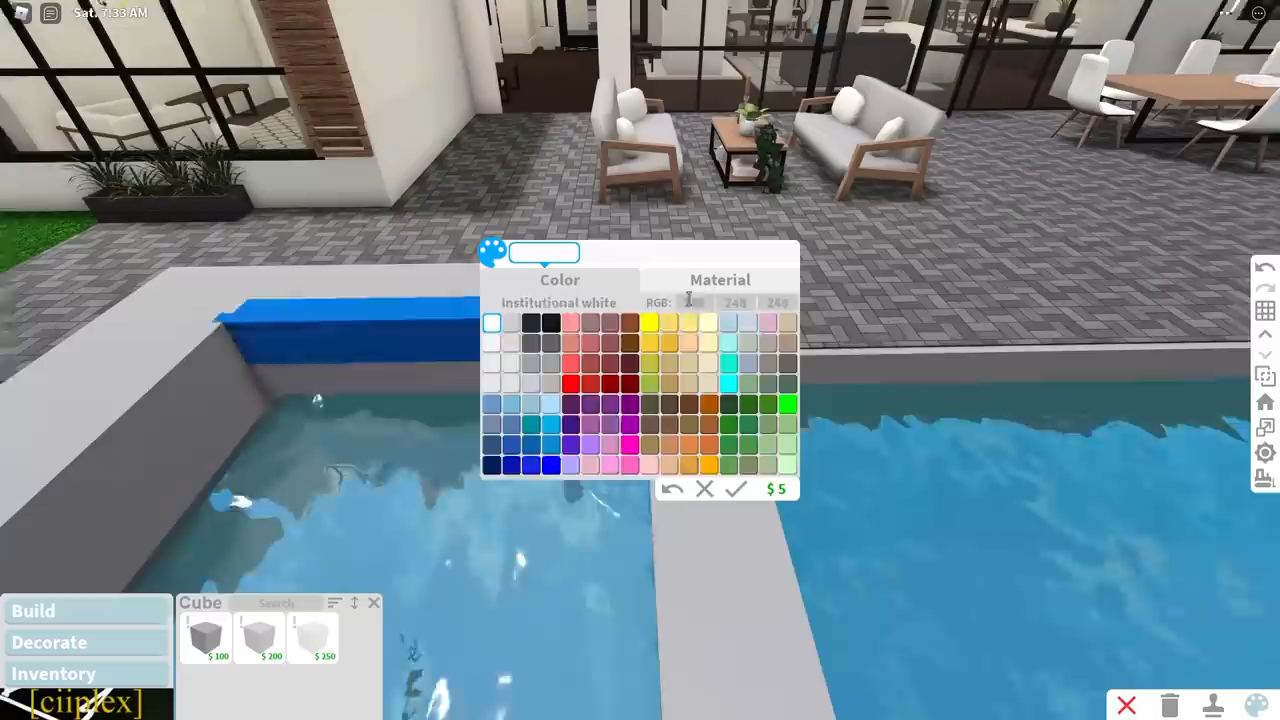 Sat. 7:33 AM
Color
Material
Institutional white
RGB:
248
248
$ 5
Build
Decorate
Inventory
Cube
Search
$ 100
$ 200
$ 250
[ciiplex]